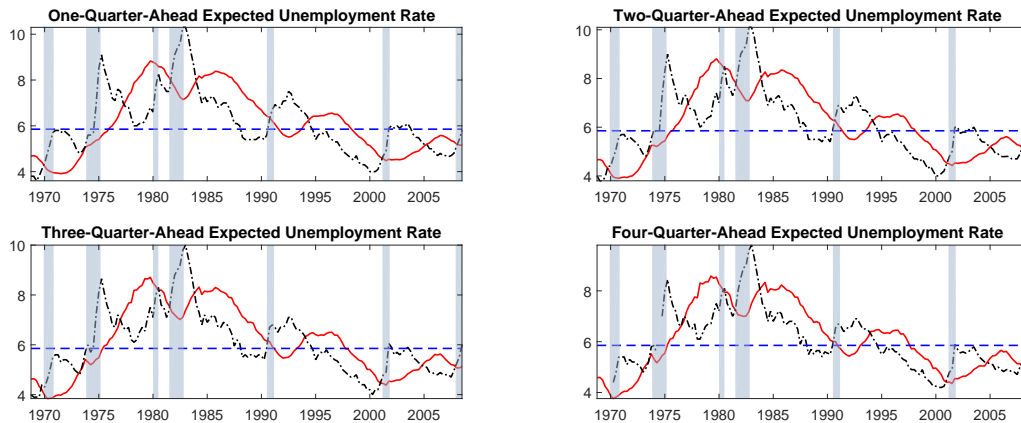 One-Quarter-Ahead Expected Unemployment Rate
10
8
6
4
1970 1975 1980 1985 1990 1995 2000 2005
Two-Quarter-Ahead Expected Unemployment Rate
10
8
6
4
1970 1975 1980 1985 1990 1995 2000 2005
Three-Quarter-Ahead Expected Unemployment Rate
10
8
6
4
1970 1975 1980 1985 1990 1995 2000 2005
Four-Quarter-Ahead Expected Unemployment Rate
8
6
4
1970 1975 1980 1985 1990 1995 2000 2005